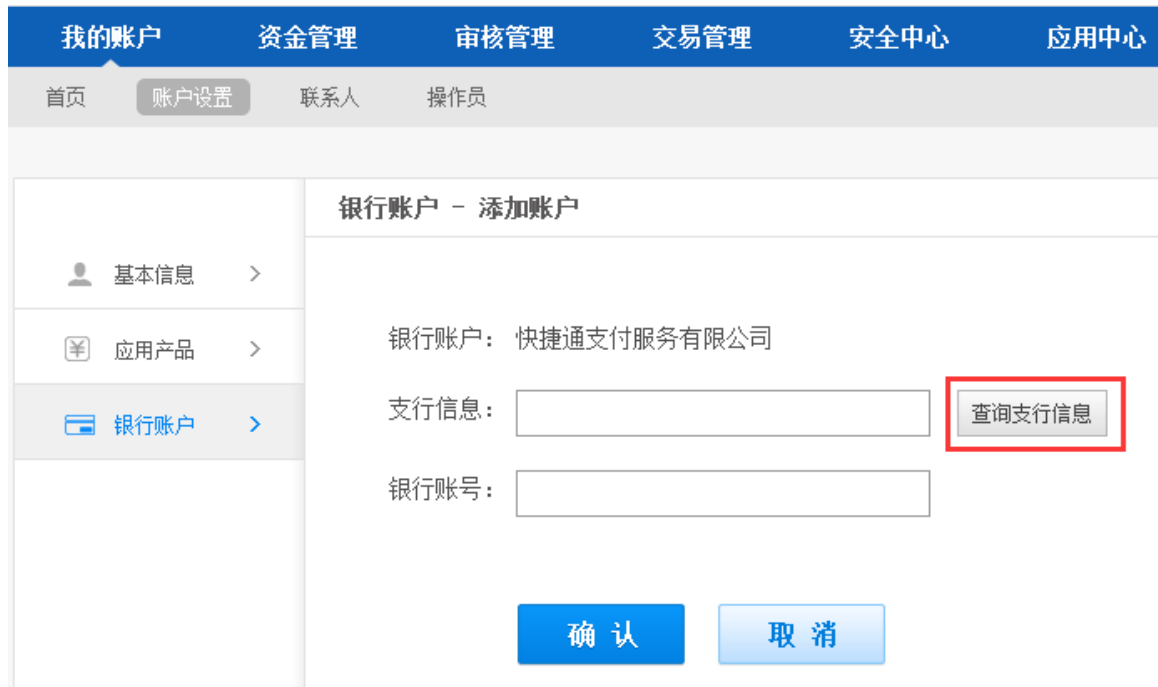 我的账户 资金管理 审核管理 交易管理 安全中心 应用中心
首页 账户设置 联系人 操作员
银行账户 - 添加账户
基本信息
应用产品
银行账户
银行账户： 快捷通支付服务有限公司
支行信息： 查询支行信息
银行账号：
确 认 取 消